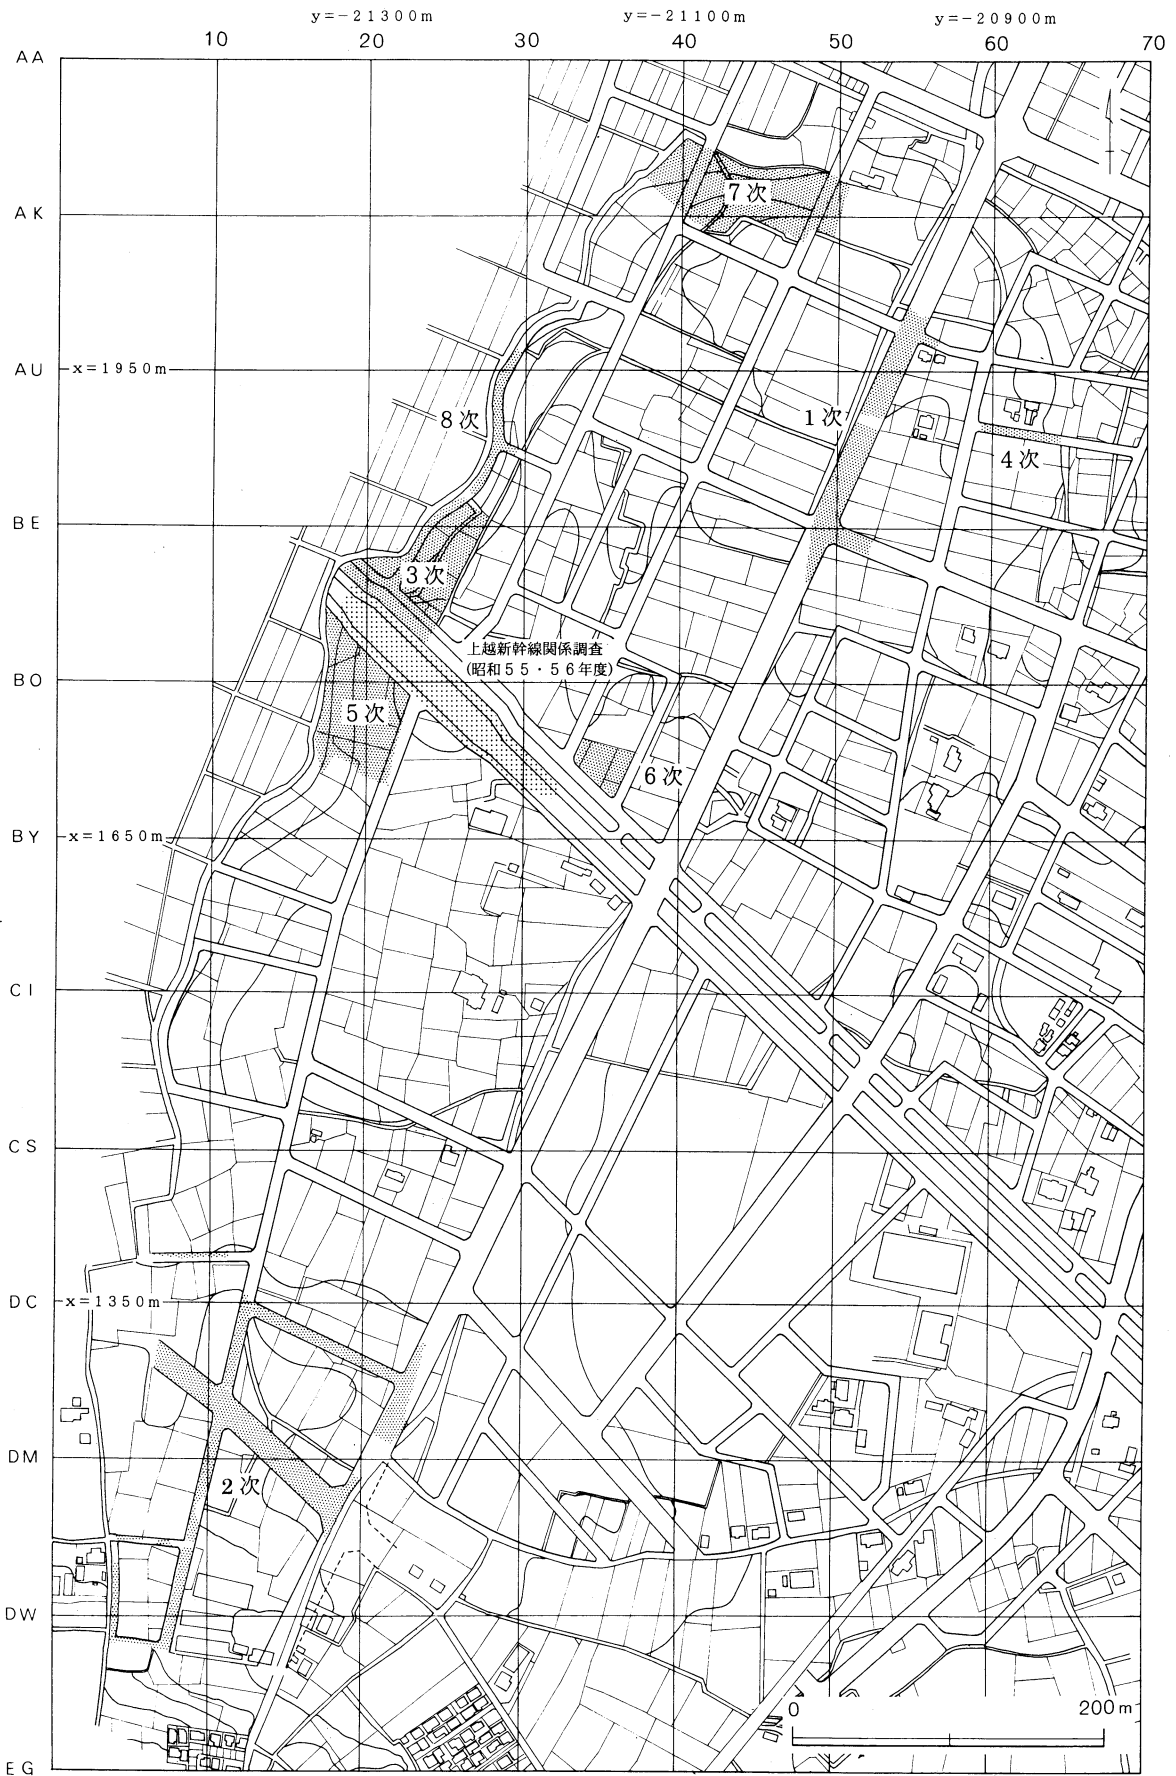 y=-21300m y=-21100m y=-20900m
10 20 30 40 50 60 70
AA
7次
AK
AU x=1950m
8次
1次
4次
BE
3次
上越新幹線関係調査
(昭和55・56年度)
BO
5次
6次
BY x=1650m
CI
CS
DC x=1350m
DM
2次
DW
0 200m
EG